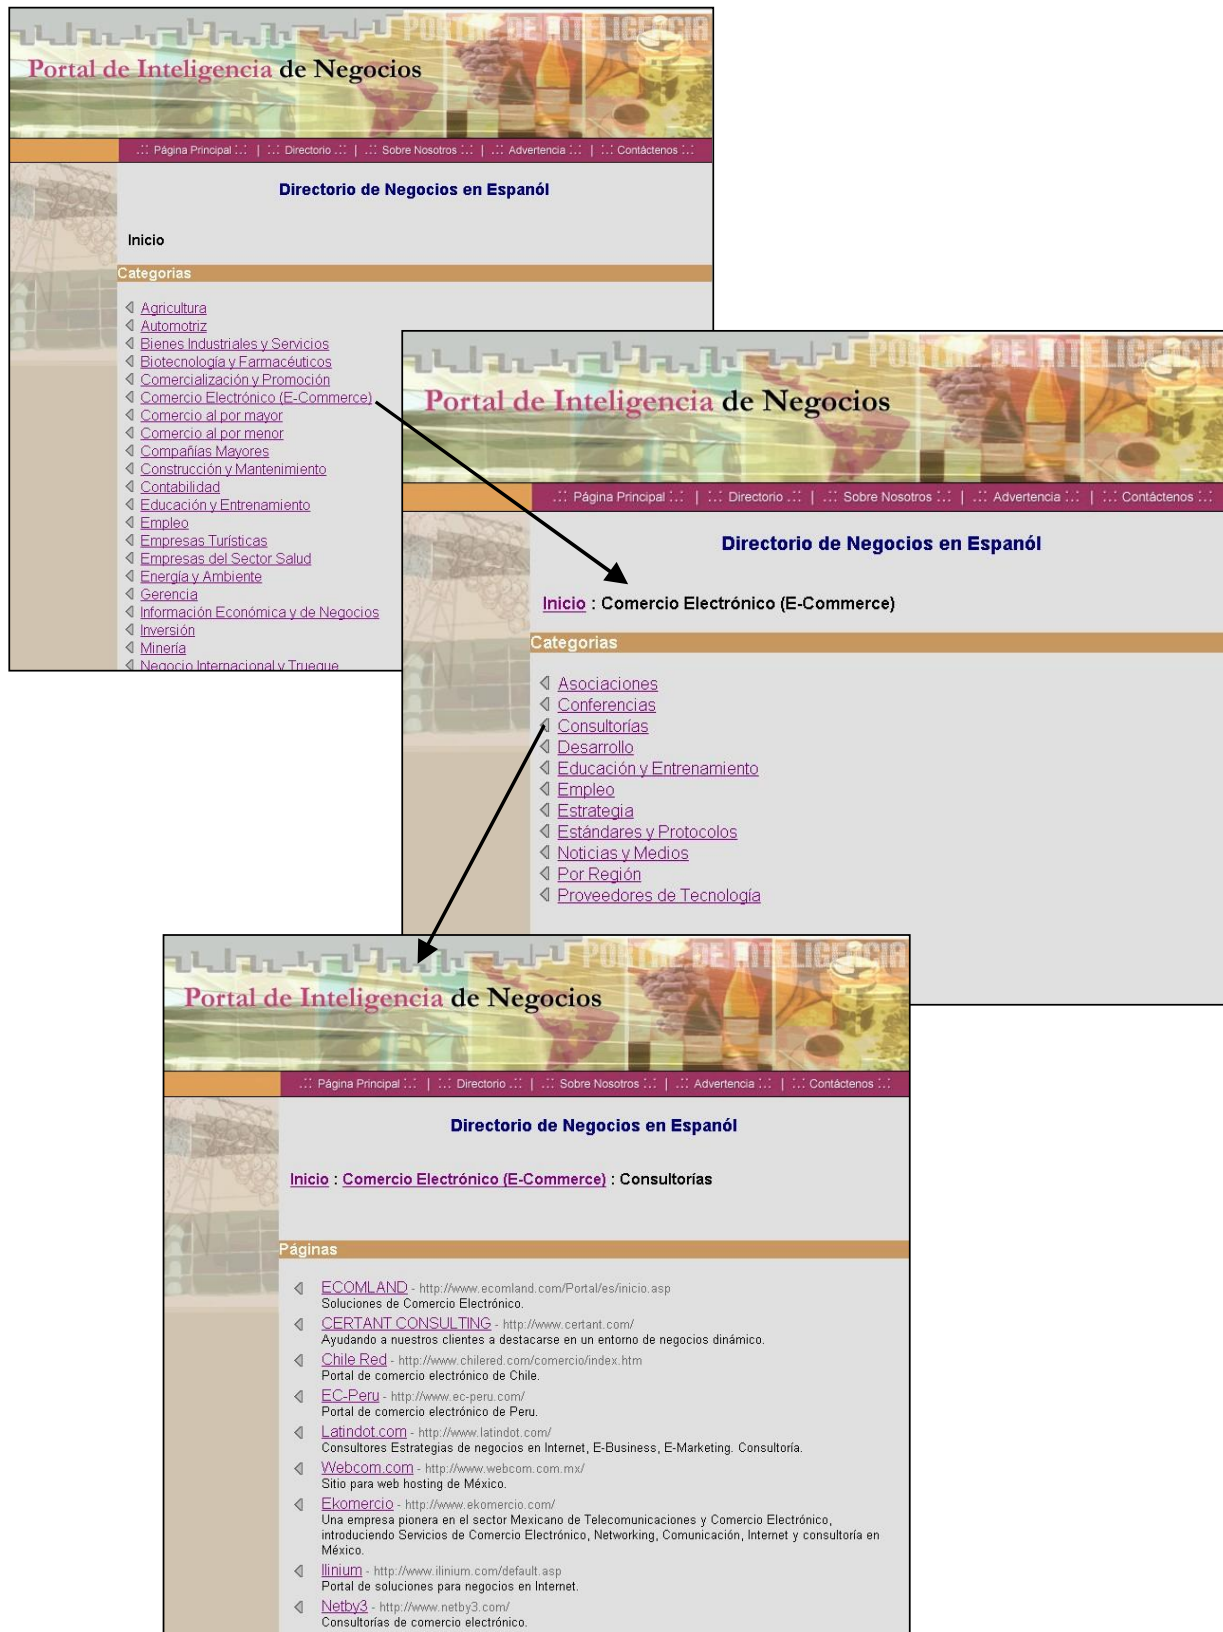 PORTAL DE INTELIGENCIA
Portal de Inteligencia de Negocios
.:: Página Principal ::. | ::. Directorio .:: | .:: Sobre Nosotros ::. | .:: Advertencia ::. | ::. Contáctenos ::.
Directorio de Negocios en Espanól
Inicio
Categorias
Agricultura
Automotriz
Bienes Industriales y Servicios
Biotecnología y Farmacéuticos
Comercialización y Promoción
Comercio Electrónico (E-Commerce)
Comercio al por mayor
Comercio al por menor
Compañías Mayores
Construcción y Mantenimiento
Contabilidad
Educación y Entrenamiento
Empleo
Empresas Turísticas
Empresas del Sector Salud
Energía y Ambiente
Gerencia
Información Económica y de Negocios
Inversión
Minería
Negocio Internacional y Trueque
PORTAL DE INTELIGENCIA
Portal de Inteligencia de Negocios
.:: Página Principal ::. | ::. Directorio .:: | .:: Sobre Nosotros ::. | .:: Advertencia ::. | ::. Contáctenos ::.
Directorio de Negocios en Espanól
Inicio : Comercio Electrónico (E-Commerce)
Categorias
Asociaciones
Conferencias
Consultorías
Desarrollo
Educación y Entrenamiento
Empleo
Estrategia
Estándares y Protocolos
Noticias y Medios
Por Región
Proveedores de Tecnología
PORTAL DE INTELIGENCIA
Portal de Inteligencia de Negocios
.:: Página Principal ::. | ::. Directorio .:: | .:: Sobre Nosotros ::. | .:: Advertencia ::. | ::. Contáctenos ::.
Directorio de Negocios en Espanól
Inicio : Comercio Electrónico (E-Commerce) : Consultorías
Páginas
ECOMLAND - http://www.ecomland.com/Portal/es/inicio.asp
Soluciones de Comercio Electrónico.
CERTANT CONSULTING - http://www.certant.com/
Ayudando a nuestros clientes a destacarse en un entorno de negocios dinámico.
Chile Red - http://www.chilered.com/comercio/index.htm
Portal de comercio electrónico de Chile.
EC-Peru - http://www.ec-peru.com/
Portal de comercio electrónico de Peru.
Latindot.com - http://www.latindot.com/
Consultores Estrategias de negocios en Internet, E-Business, E-Marketing. Consultoría.
Webcom.com - http://www.webcom.com.mx/
Sitio para web hosting de México.
Ekomercio - http://www.ekomercio.com/
Una empresa pionera en el sector Mexicano de Telecomunicaciones y Comercio Electrónico,
introduciendo Servicios de Comercio Electrónico, Networking, Comunicación, Internet y consultoría en
México.
Ilinium - http://www.ilinium.com/default.asp
Portal de soluciones para negocios en Internet.
Netby3 - http://www.netby3.com/
Consultorías de comercio electrónico.